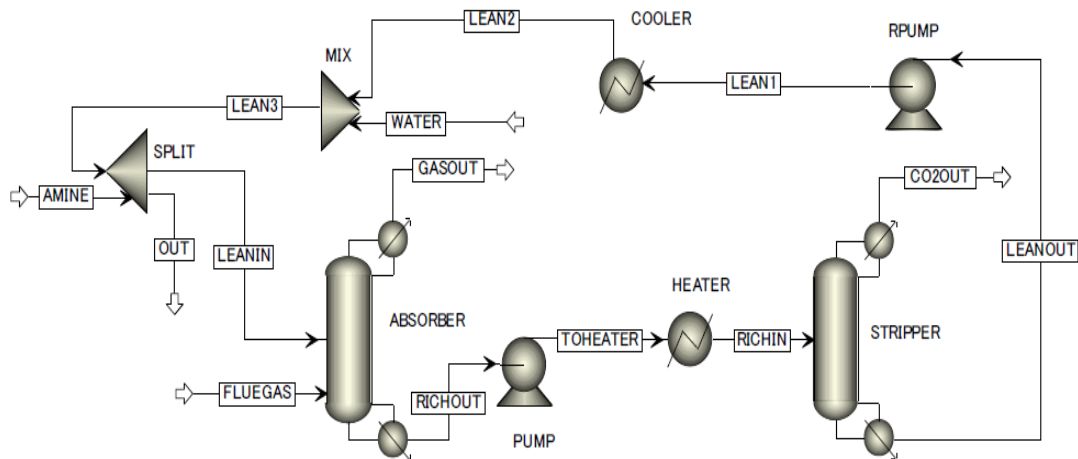 LEAN2
COOLER
RPUMP
MIX
LEAN1
LEAN3
WATER
SPLIT
GASOUT
CO2OUT
AMINE
OUT
LEANIN
LEANOUT
HEATER
ABSORBER
TOHEATER
RICHIN
STRIPPER
FLUEGAS
RICHOUT
PUMP